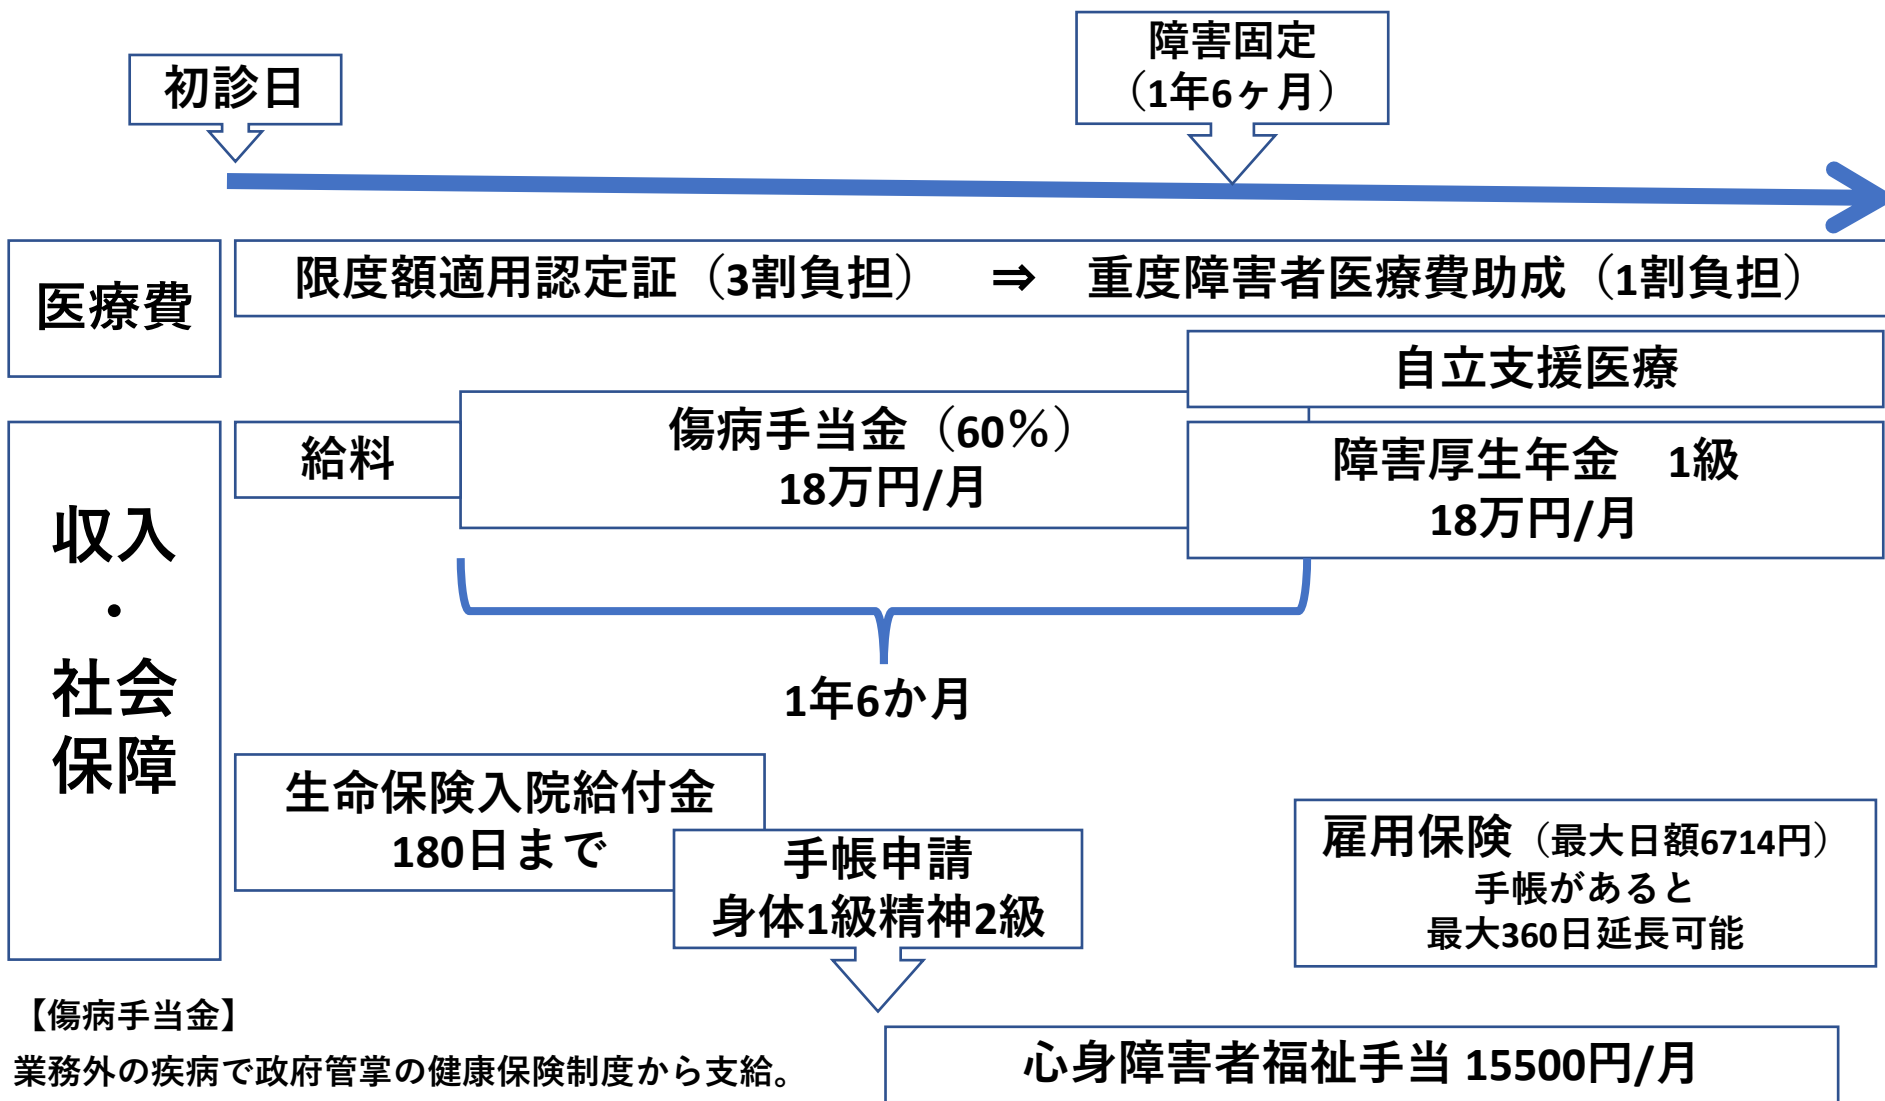 初診日
障害固定
（1年6ヶ月）
医療費
限度額適用認定証（3割負担）　⇒　重度障害者医療費助成（1割負担）
自立支援医療
収入
・
社会
保障
給料
傷病手当金（60％）
18万円/月
障害厚生年金　1級
18万円/月
1年6か月
生命保険入院給付金
180日まで
手帳申請
身体1級精神2級
雇用保険（最大日額6714円）
手帳があると
最大360日延長可能
【傷病手当金】
業務外の疾病で政府管掌の健康保険制度から支給。
心身障害者福祉手当 15500円/月